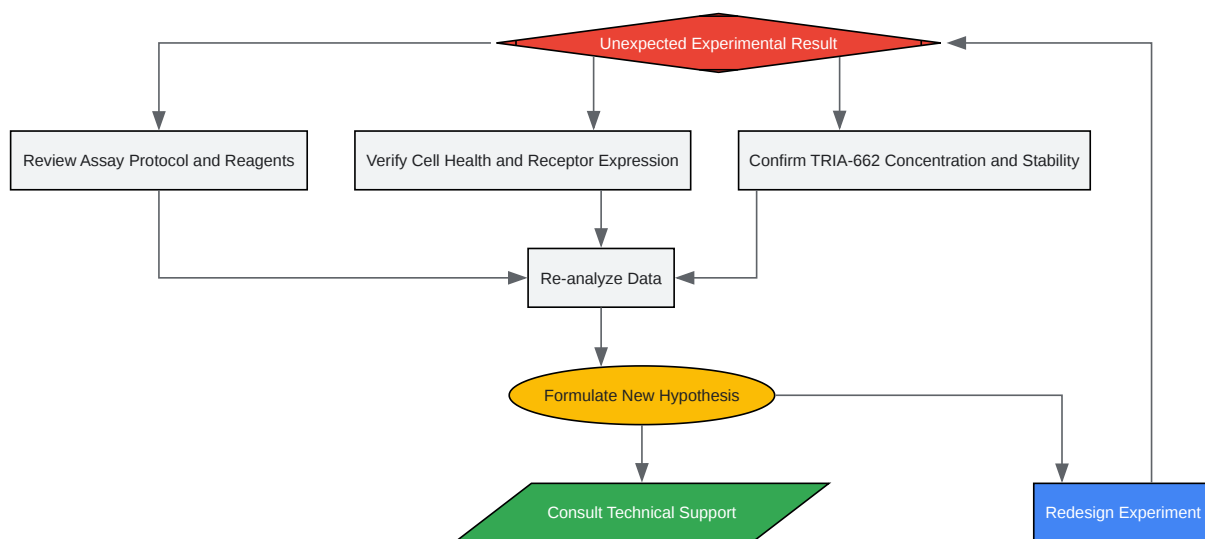 Unexpected Experimental Result
Review Assay Protocol and Reagents
Verify Cell Health and Receptor Expression
Confirm TRIA-662 Concentration and Stability
Re-analyze Data
Formulate New Hypothesis
Consult Technical Support
Redesign Experiment